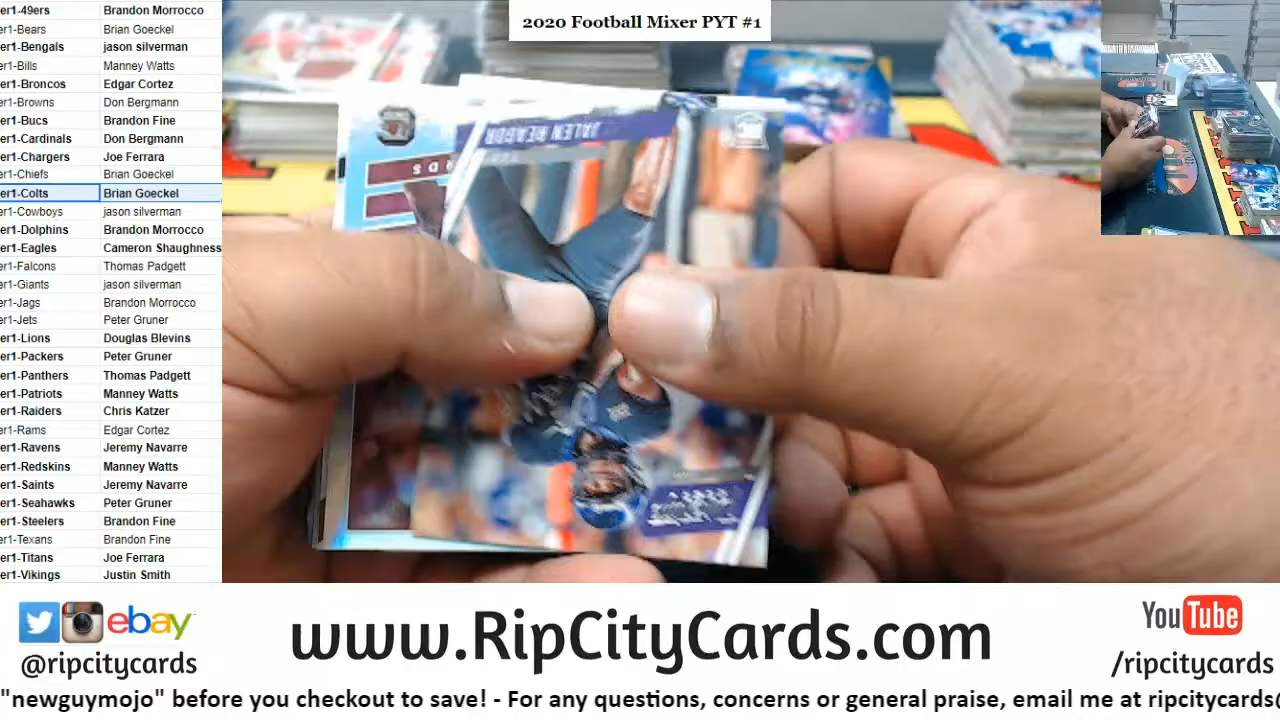 2020 Football Mixer PYT #1
er1-49ers Brandon Morrocco
er1-Bears Brian Goeckel
er1-Bengals jason silverman
er1-Bills Manney Watts
er1-Broncos Edgar Cortez
er1-Browns Don Bergmann
er1-Bucs Brandon Fine
er1-Cardinals Don Bergmann
er1-Chargers Joe Ferrara
er1-Chiefs Brian Goeckel
er1-Colts Brian Goeckel
er1-Cowboys jason silverman
er1-Dolphins Brandon Morrocco
er1-Eagles Cameron Shaughness
er1-Falcons Thomas Padgett
er1-Giants jason silverman
er1-Jags Brandon Morrocco
er1-Jets Peter Gruner
er1-Lions Douglas Blevins
er1-Packers Peter Gruner
er1-Panthers Thomas Padgett
er1-Patriots Manney Watts
er1-Raiders Chris Katzer
er1-Rams Edgar Cortez
er1-Ravens Jeremy Navarre
er1-Redskins Manney Watts
er1-Saints Jeremy Navarre
er1-Seahawks Peter Gruner
er1-Steelers Brandon Fine
er1-Texans Brandon Fine
er1-Titans Joe Ferrara
er1-Vikings Justin Smith
JALEN REAGOR
ebay
@ripcitycards
www.RipCityCards.com
YouTube
/ripcitycards
"newguymojo" before you checkout to save! - For any questions, concerns or general praise, email me at ripcitycards